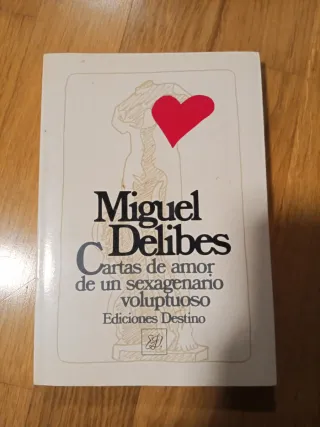 Miguel
Delibes
Cartas de amor
de un sexagenario
voluptuoso
Ediciones Destino